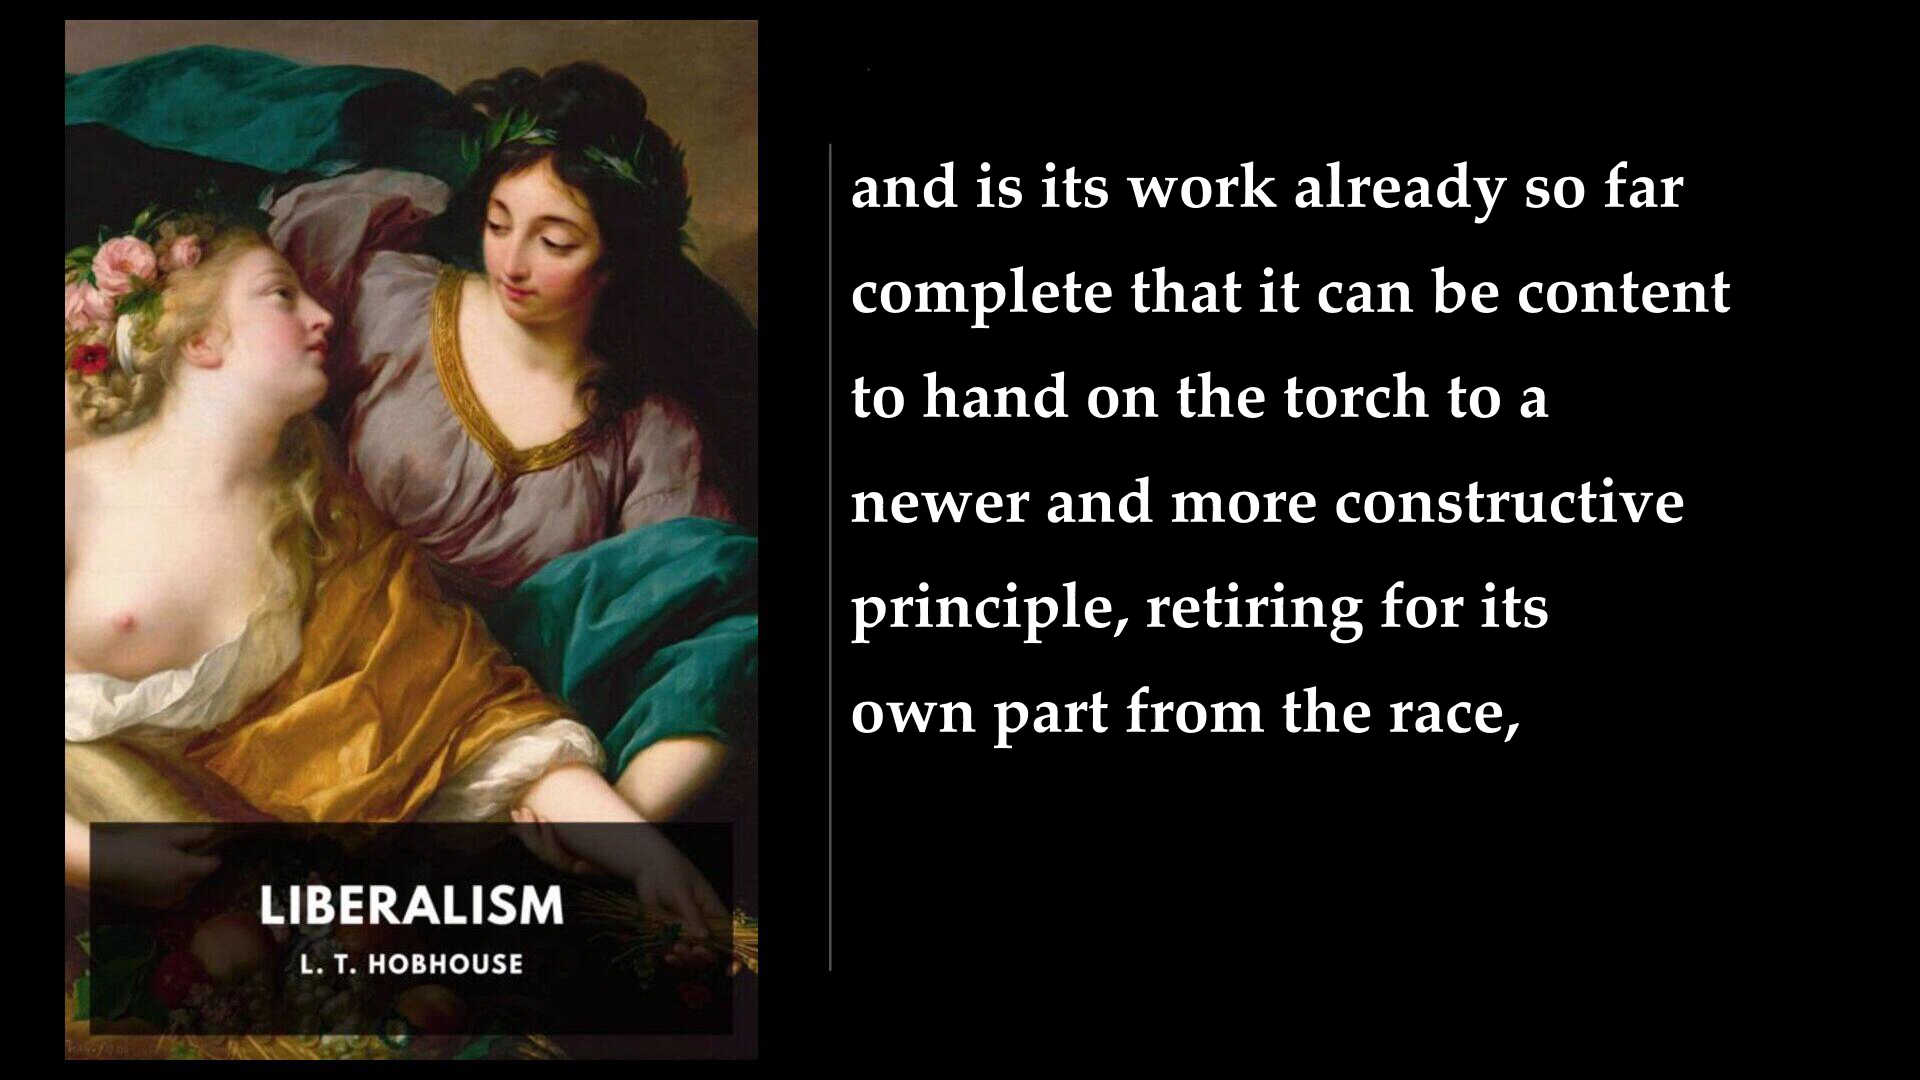 LIBERALISM
L. T. HOBHOUSE
and is its work already so far
complete that it can be content
to hand on the torch to a
newer and more constructive
principle, retiring for its
own part from the race,